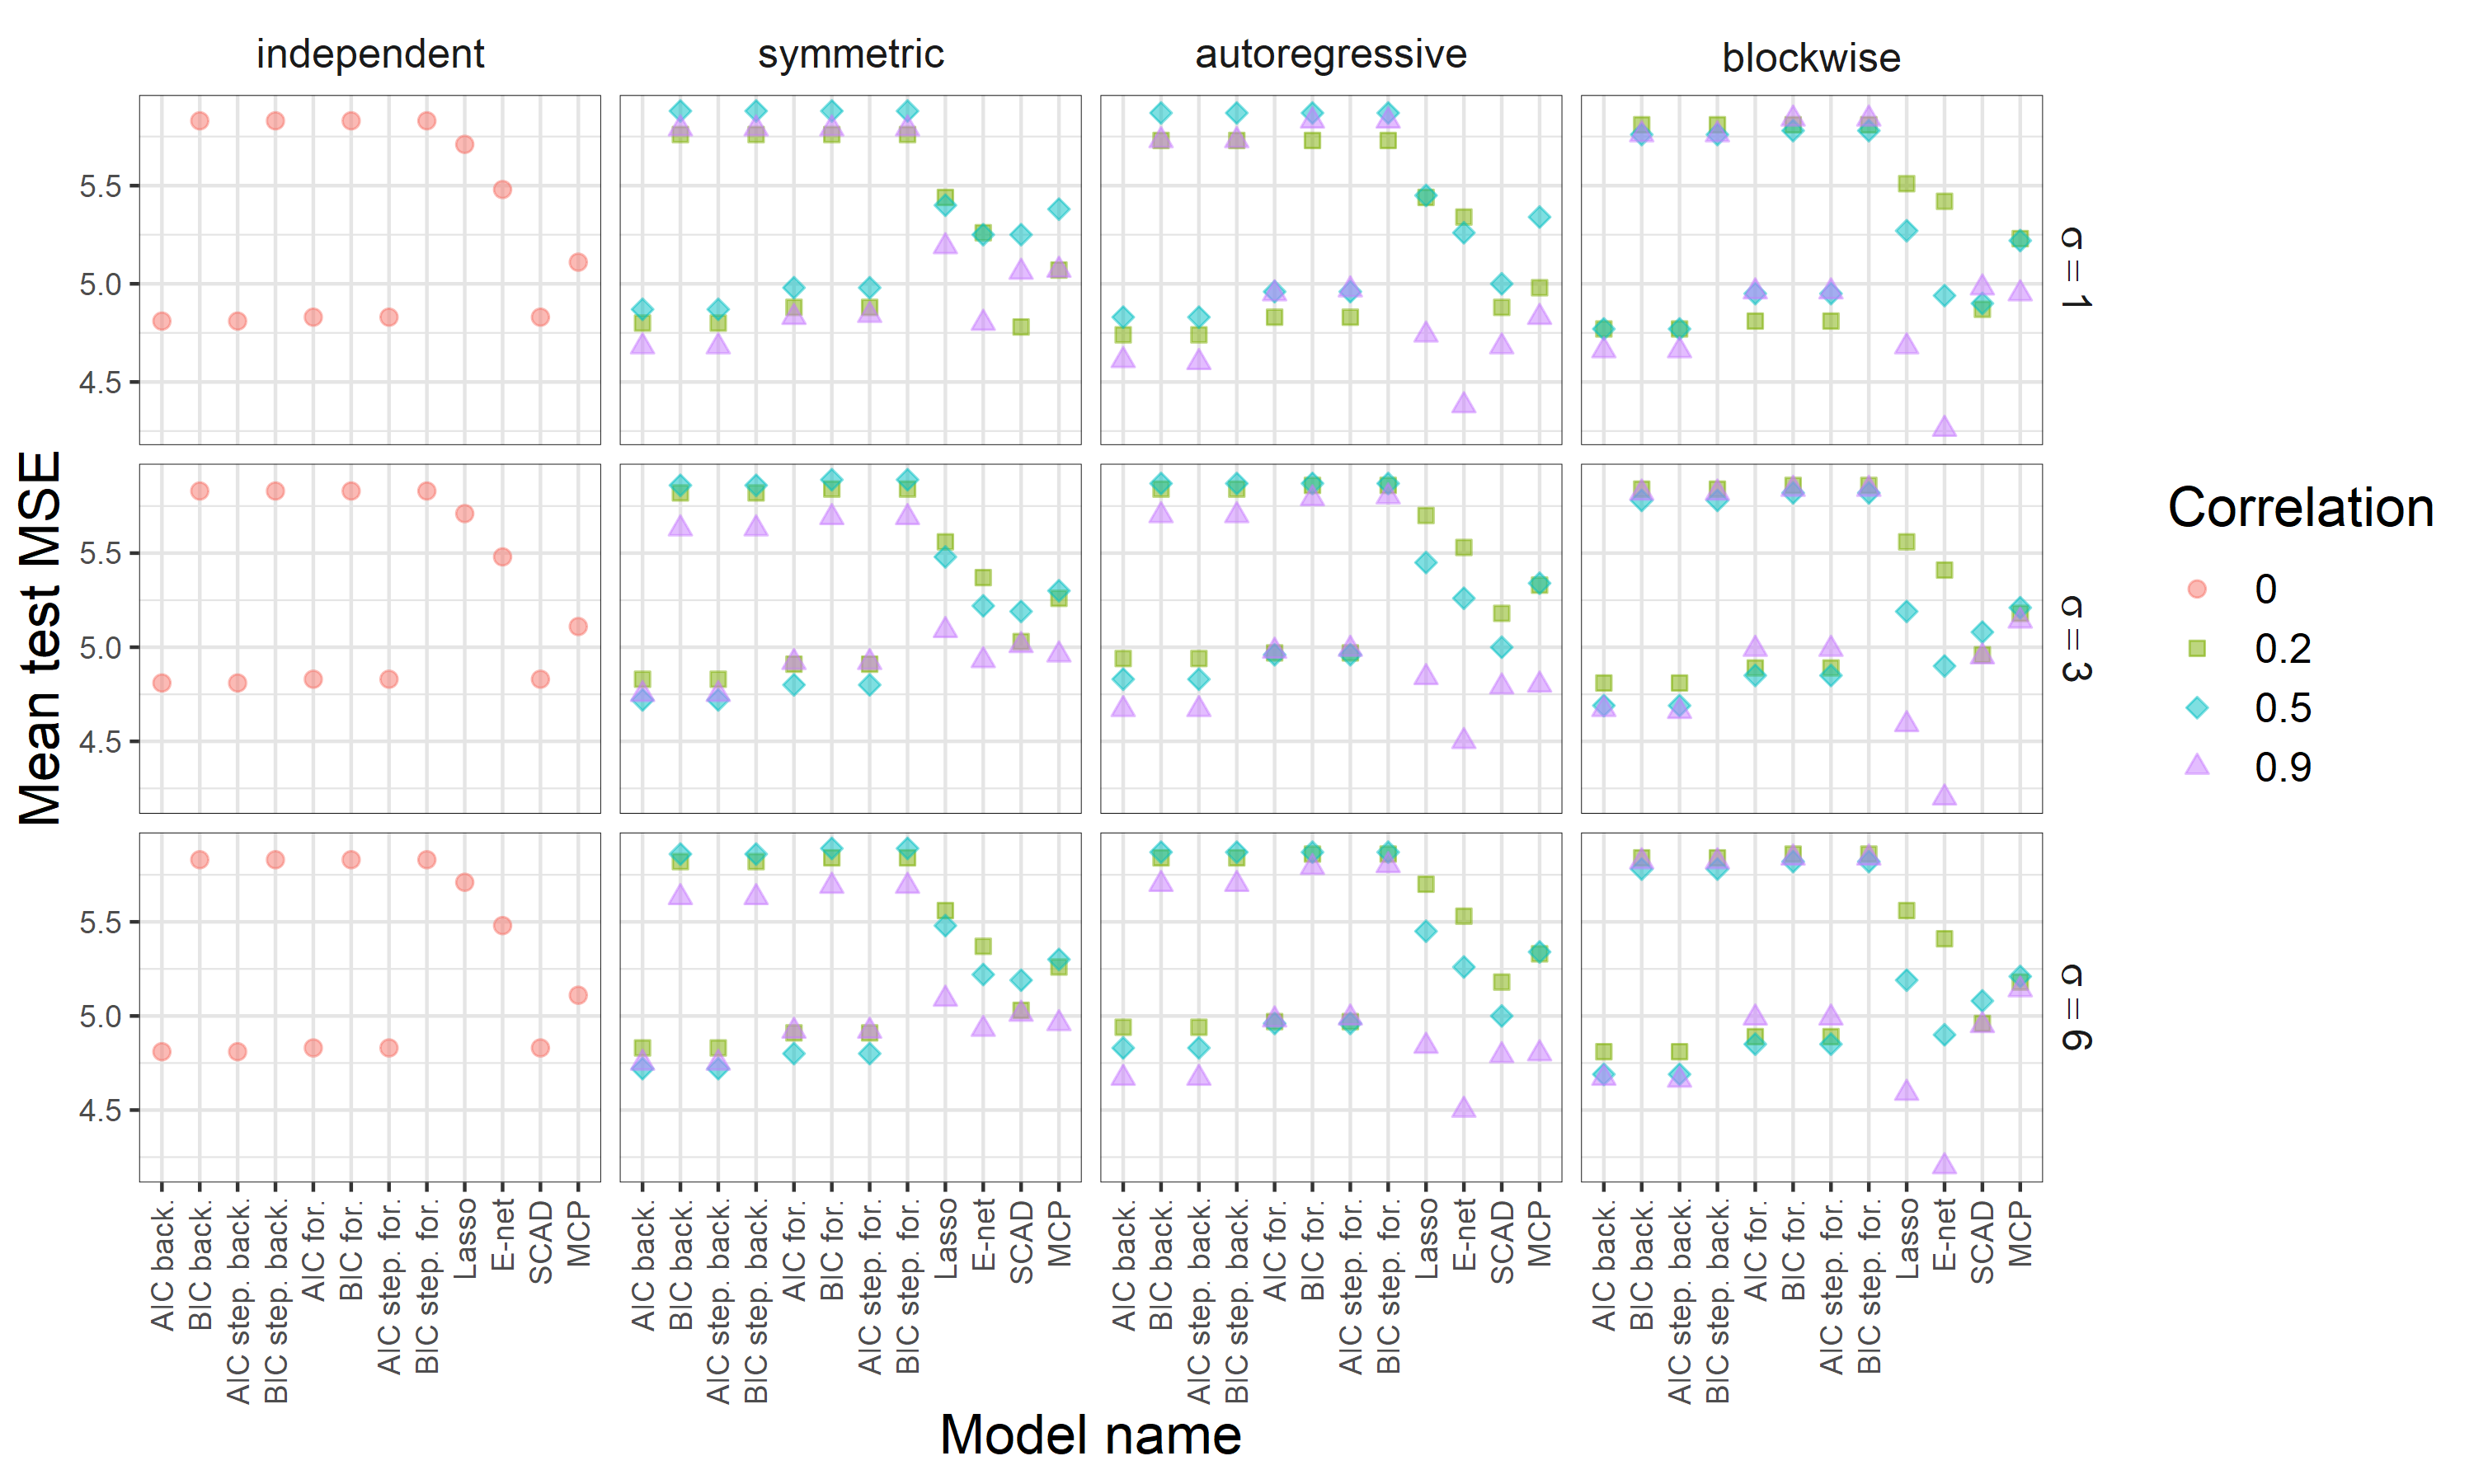 independent
symmetric
autoregressive
blockwise
Mean test MSE
5.5
5.0
4.5
σ = 1
5.5
5.0
4.5
σ = 3
5.5
5.0
4.5
σ = 6
AIC back.
BIC back.
AIC step. back.
BIC step. back.
AIC for.
BIC for.
AIC step. for.
BIC step. for.
Lasso
E-net
SCAD
MCP
AIC back.
BIC back.
AIC step. back.
BIC step. back.
AIC for.
BIC for.
AIC step. for.
BIC step. for.
Lasso
E-net
SCAD
MCP
AIC back.
BIC back.
AIC step. back.
BIC step. back.
AIC for.
BIC for.
AIC step. for.
BIC step. for.
Lasso
E-net
SCAD
MCP
AIC back.
BIC back.
AIC step. back.
BIC step. back.
AIC for.
BIC for.
AIC step. for.
BIC step. for.
Lasso
E-net
SCAD
MCP
Model name
Correlation
0
0.2
0.5
0.9